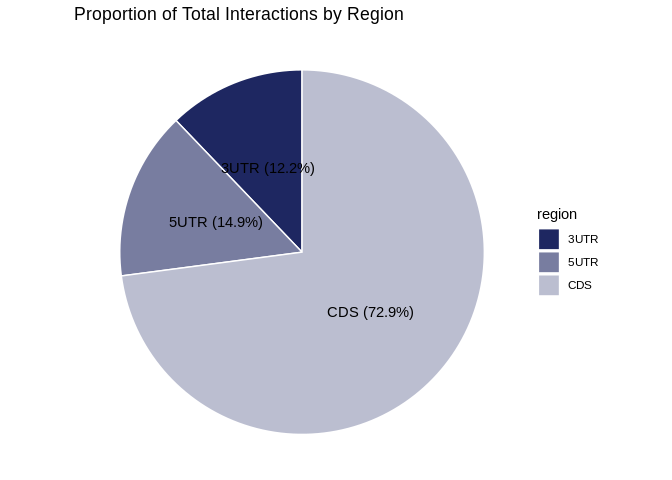 Proportion of Total Interactions by Region
3UTR (12.2%)
5UTR (14.9%)
CDS (72.9%)
region
3UTR
5UTR
CDS